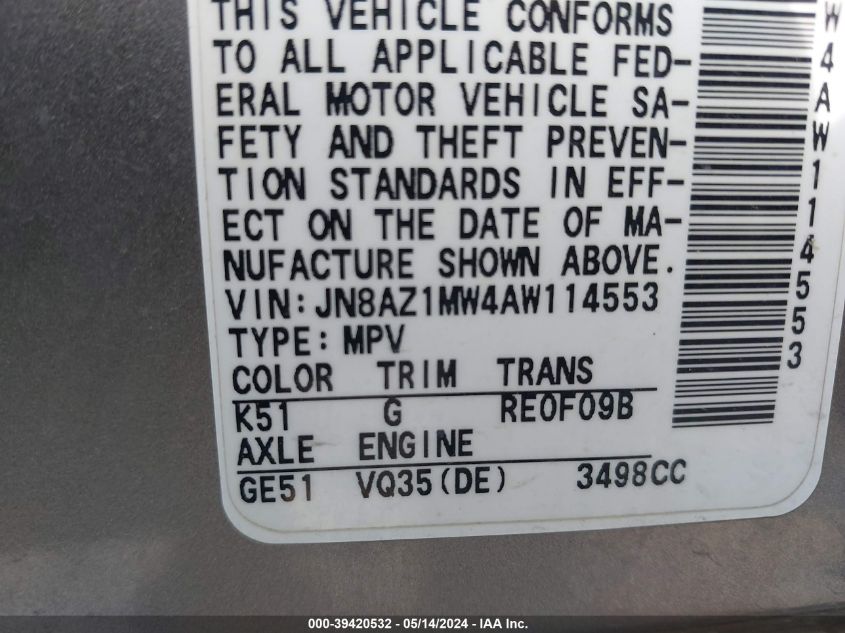 THIS VEHICLE CONFORMS
TO ALL APPLICABLE FED-
ERAL MOTOR VEHICLE SA-
FETY AND THEFT PREVEN-
TION STANDARDS IN EFF-
ECT ON THE DATE OF MA-
NUFACTURE SHOWN ABOVE.
VIN:JN8AZ1MW4AW114553
TYPE:MPV
COLOR TRIM TRANS
K51 G RE0F09B
AXLE ENGINE
GE51 VQ35(DE) 3498CC
W4AW114553
000-39420532 - 05/14/2024 - IAA Inc.